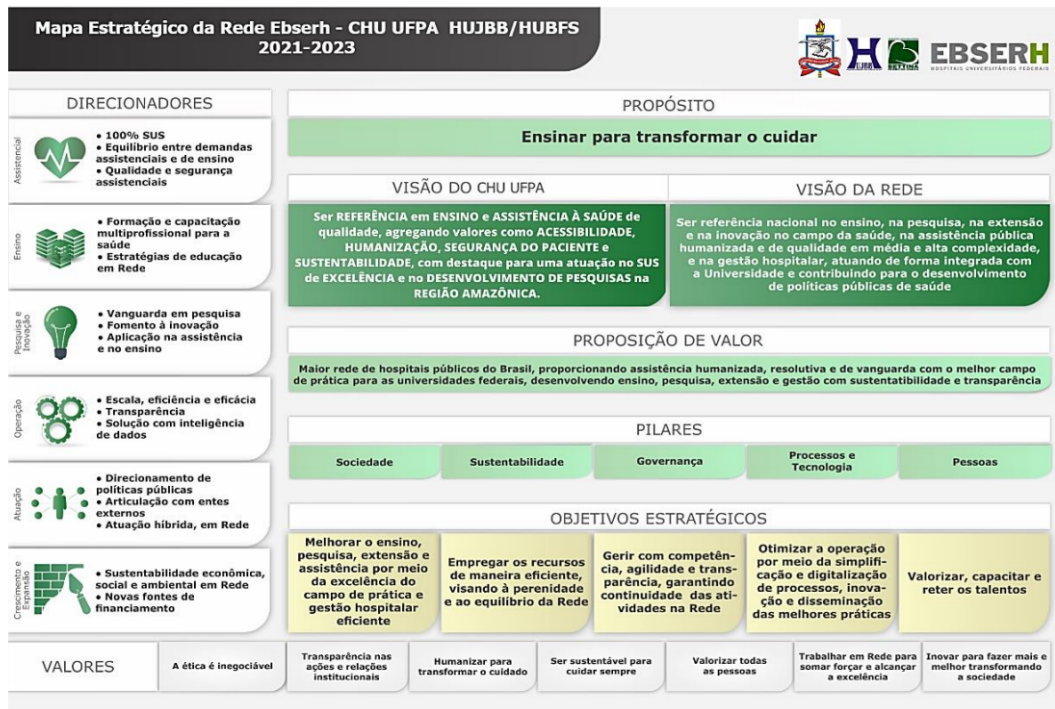 Mapa Estratégico da Rede Ebserh - CHU UFPA HUJBB/HUBFS
2021-2023
HUJBB
BETTINA
EBSERH
HOSPITAIS UNIVERSITÁRIOS FEDERAIS
DIRECIONADORES
Assistencial
• 100% SUS
• Equilíbrio entre demandas
assistenciais e de ensino
• Qualidade e segurança
assistenciais
Ensino
• Formação e capacitação
multiprofissional para a
saúde
• Estratégias de educação
em Rede
Pesquisa e
Inovação
• Vanguarda em pesquisa
• Fomento à inovação
• Aplicação na assistência
e no ensino
Operação
• Escala, eficiência e eficácia
• Transparência
• Solução com inteligência
de dados
Atuação
• Direcionamento de
políticas públicas
• Articulação com entes
externos
• Atuação híbrida, em Rede
Crescimento e
Expansão
• Sustentabilidade econômica,
social e ambiental em Rede
• Novas fontes de
financiamento
PROPÓSITO
Ensinar para transformar o cuidar
VISÃO DO CHU UFPA
Ser REFERÊNCIA em ENSINO e ASSISTÊNCIA À SAÚDE de
qualidade, agregando valores como ACESSIBILIDADE,
HUMANIZAÇÃO, SEGURANÇA DO PACIENTE e
SUSTENTABILIDADE, com destaque para uma atuação no SUS
de EXCELÊNCIA e no DESENVOLVIMENTO DE PESQUISAS na
REGIÃO AMAZÔNICA.
VISÃO DA REDE
Ser referência nacional no ensino, na pesquisa, na extensão
e na inovação no campo da saúde, na assistência pública
humanizada e de qualidade em média e alta complexidade,
e na gestão hospitalar, atuando de forma integrada com
a Universidade e contribuindo para o desenvolvimento
de políticas públicas de saúde
PROPOSIÇÃO DE VALOR
Maior rede de hospitais públicos do Brasil, proporcionando assistência humanizada, resolutiva e de vanguarda com o melhor campo
de prática para as universidades federais, desenvolvendo ensino, pesquisa, extensão e gestão com sustentatibilidade e transparência
PILARES
Sociedade
Sustentabilidade
Governança
Processos e
Tecnologia
Pessoas
OBJETIVOS ESTRATÉGICOS
Melhorar o ensino,
pesquisa, extensão e
assistência por meio
da excelência do
campo de prática e
gestão hospitalar
eficiente
Empregar os recursos
de maneira eficiente,
visando à perenidade
e ao equilíbrio da Rede
Gerir com competên-
cia, agilidade e trans-
parência, garantindo
continuidade das ati-
vidades na Rede
Otimizar a operação
por meio da simplifi-
cação e digitalização
de processos, inova-
ção e disseminação
das melhores práticas
Valorizar, capacitar e
reter os talentos
VALORES
A ética é inegociável
Transparência nas
ações e relações
institucionais
Humanizar para
transformar o cuidado
Ser sustentável para
cuidar sempre
Valorizar todas
as pessoas
Trabalhar em Rede para
somar forçar e alcançar
a excelência
Inovar para fazer mais e
melhor transformando
a sociedade